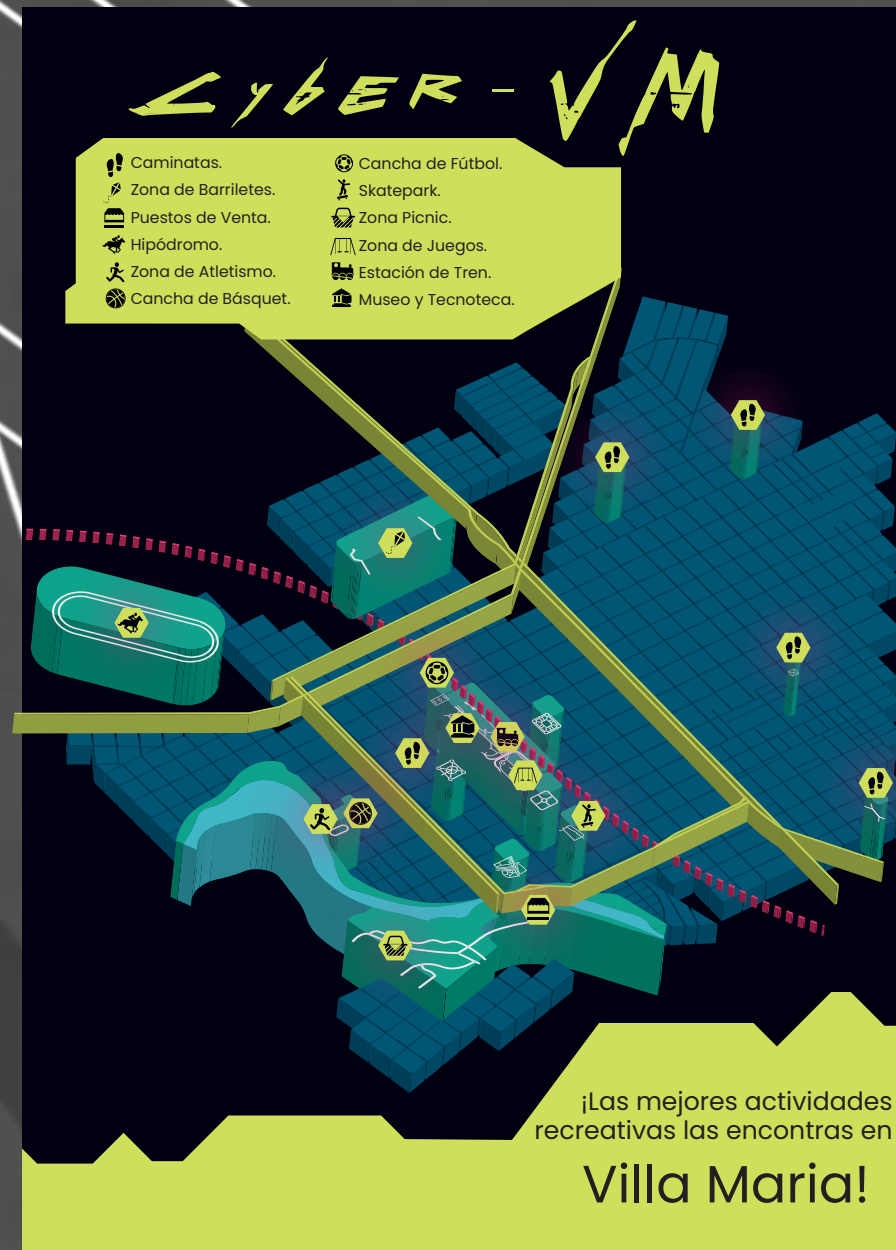 CybER-VM
Caminatas.
Zona de Barriletes.
Puestos de Venta.
Hipódromo.
Zona de Atletismo.
Cancha de Básquet.
Cancha de Fútbol.
Skatepark.
Zona Picnic.
Zona de Juegos.
Estación de Tren.
Museo y Tecnoteca.
¡Las mejores actividades
recreativas las encontras en
Villa Maria!